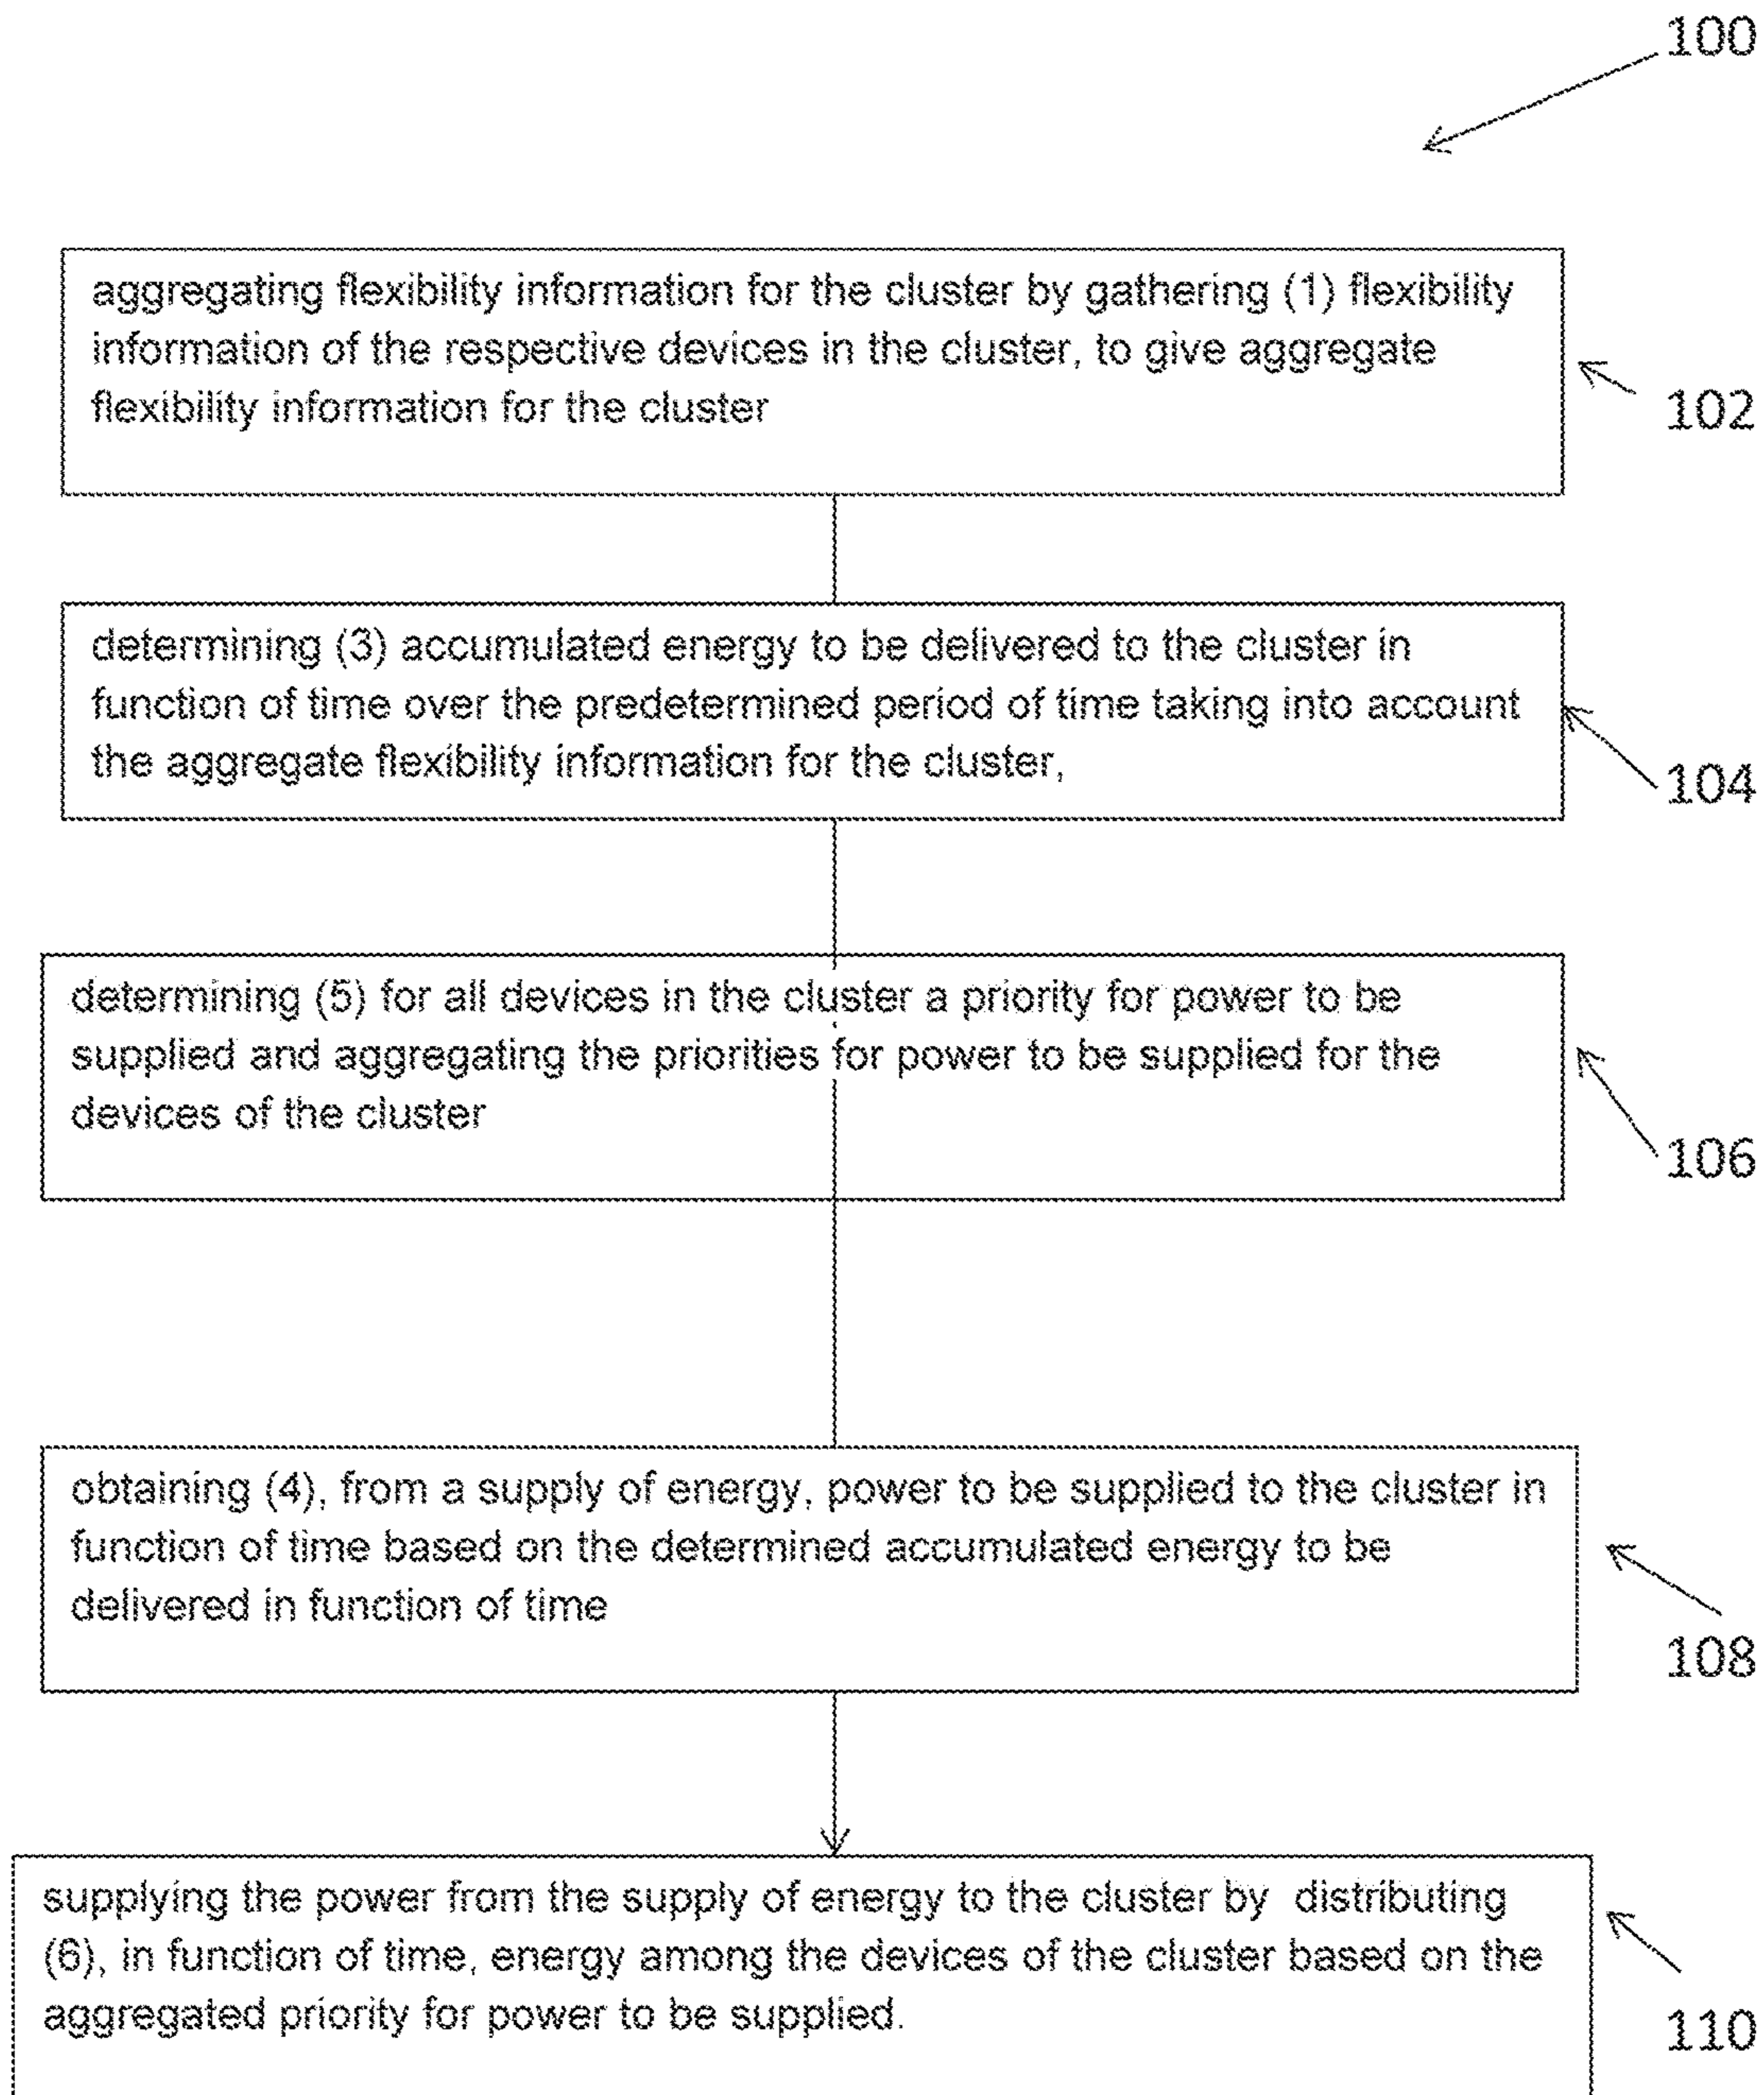 100
aggregating flexibility information for the cluster by gathering (1) flexibility
information of the respective devices in the cluster, to give aggregate
flexibility information for the cluster
102
determining (3) accumulated energy to be delivered to the cluster in
function of time over the predetermined period of time taking into account
the aggregate flexibility information for the cluster,
104
determining (5) for all devices in the cluster a priority for power to be
supplied and aggregating the priorities for power to be supplied for the
devices of the cluster
106
obtaining (4), from a supply of energy, power to be supplied to the cluster in
function of time based on the determined accumulated energy to be
delivered in function of time
108
supplying the power from the supply of energy to the cluster by distributing
(6), in function of time, energy among the devices of the cluster based on the
aggregated priority for power to be supplied.
110